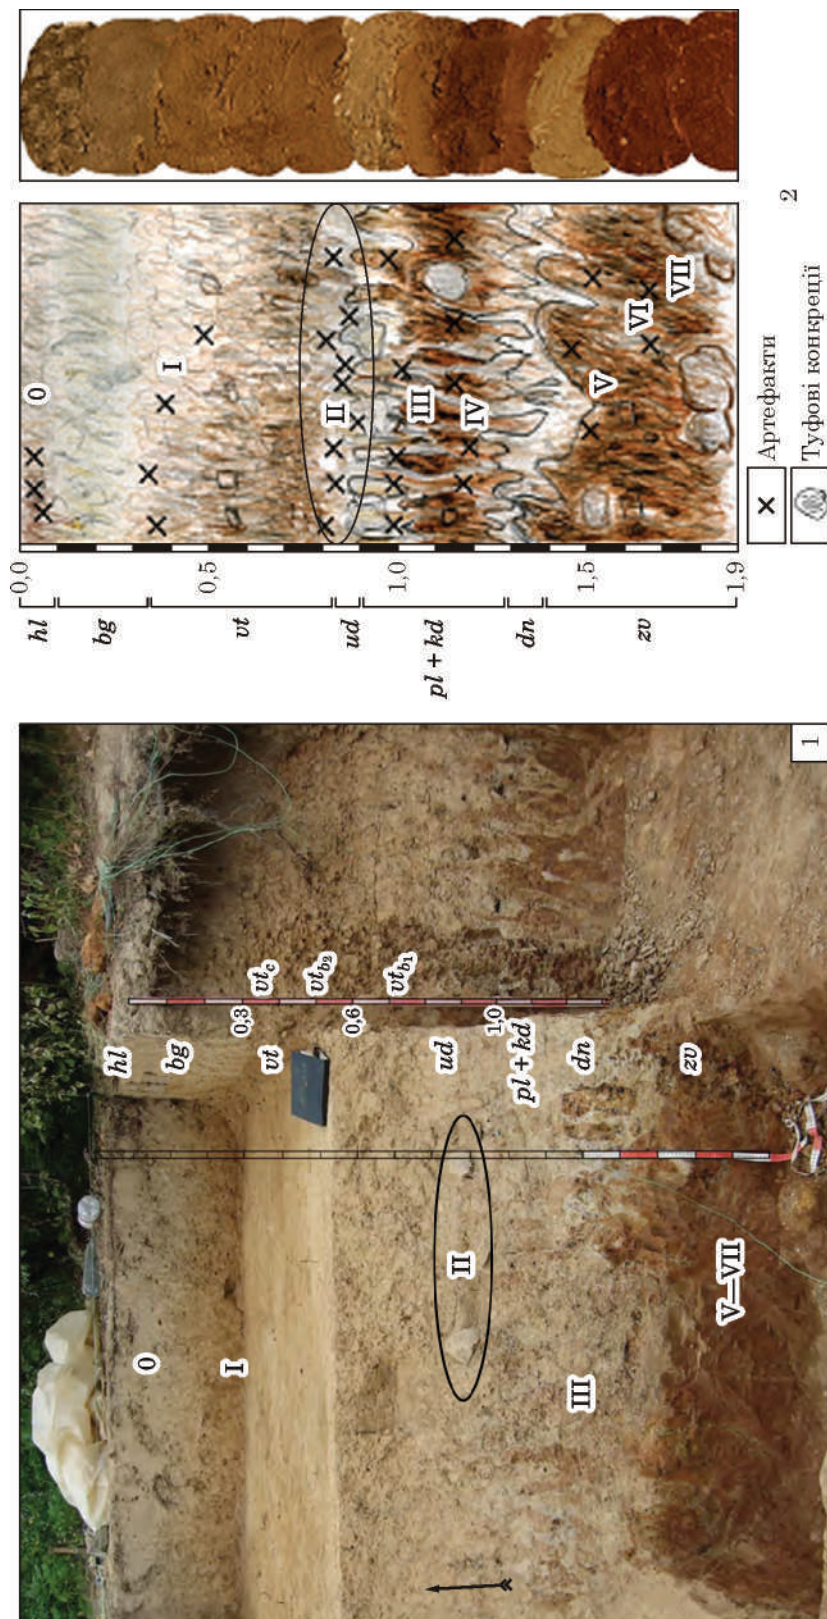 hl
bg
vt
ud
pl + kd
dn
zv
0,3
0,6
1,0
vt_c
vt_b2
vt_b1
0
I
II
III
V—VII
1
hl
bg
vt
ud
pl + kd
dn
zv
0,0
0,5
1,0
1,5
1,9
0
I
II
III
IV
V
VI
VII
Артефакти
Туфові конкреції
2